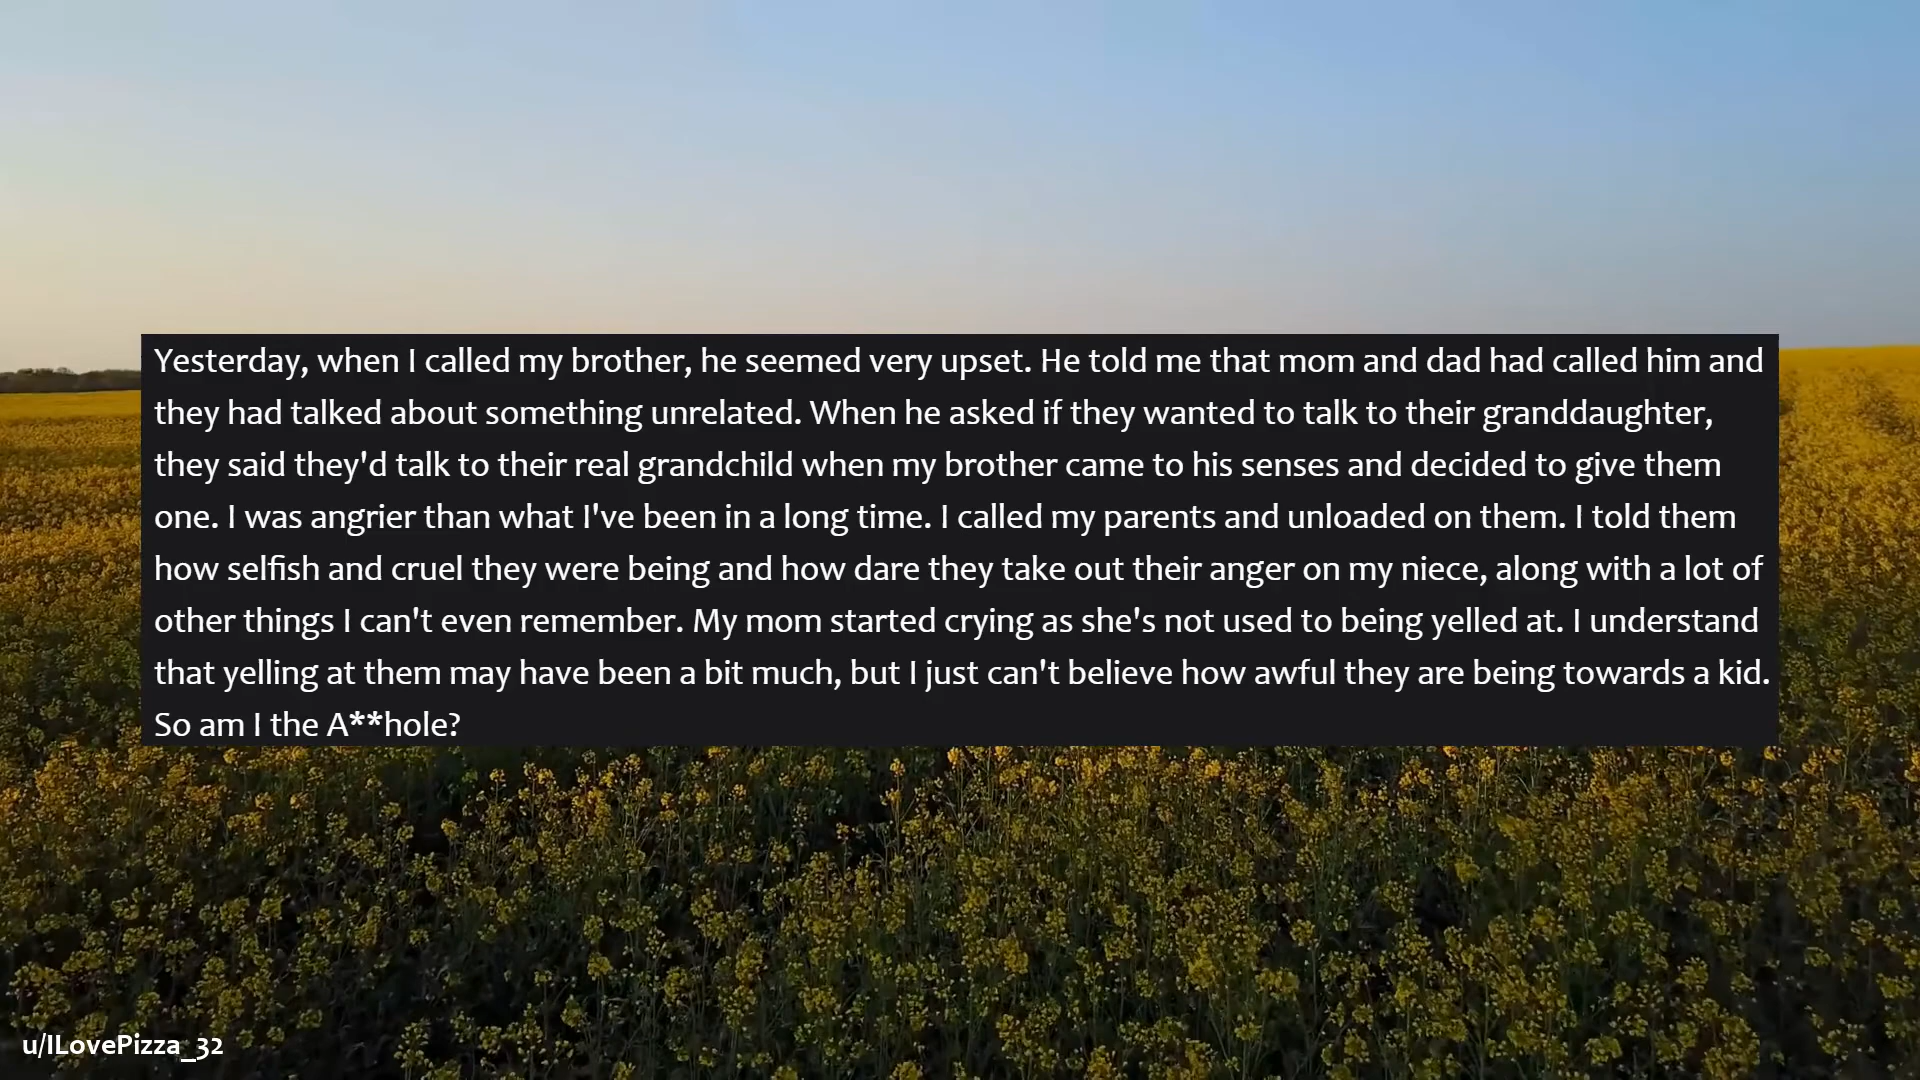 Yesterday, when I called my brother, he seemed very upset. He told me that mom and dad had called him and
they had talked about something unrelated. When he asked if they wanted to talk to their granddaughter,
they said they'd talk to their real grandchild when my brother came to his senses and decided to give them
one. I was angrier than what I've been in a long time. I called my parents and unloaded on them. I told them
how selfish and cruel they were being and how dare they take out their anger on my niece, along with a lot of
other things I can't even remember. My mom started crying as she's not used to being yelled at. I understand
that yelling at them may have been a bit much, but I just can't believe how awful they are being towards a kid.
So am I the A**hole?
u/ILovePizza_32